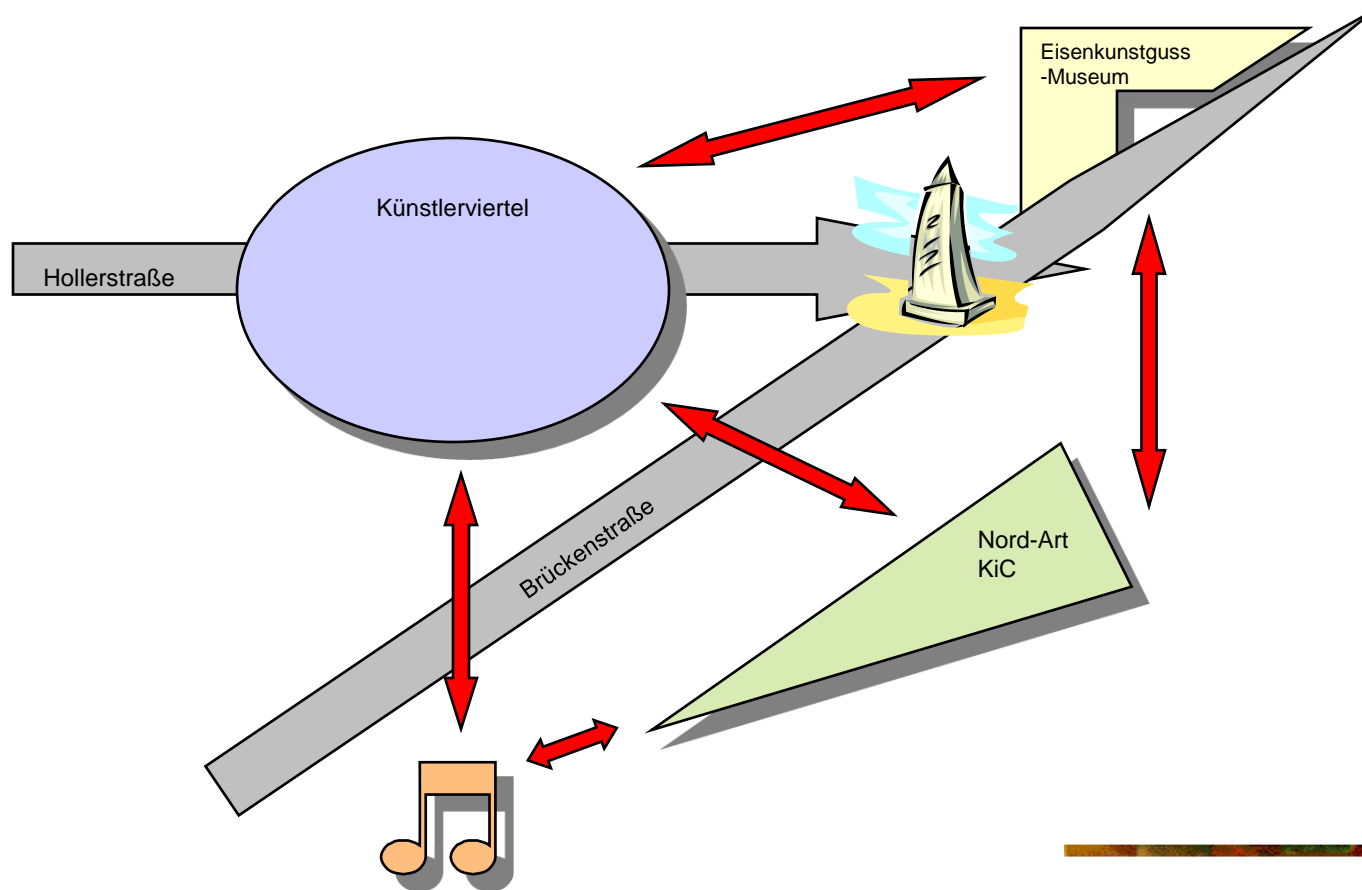 Eisenkunstguss
-Museum
Künstlerviertel
Hollerstraße
Brückenstraße
Nord-Art
KiC